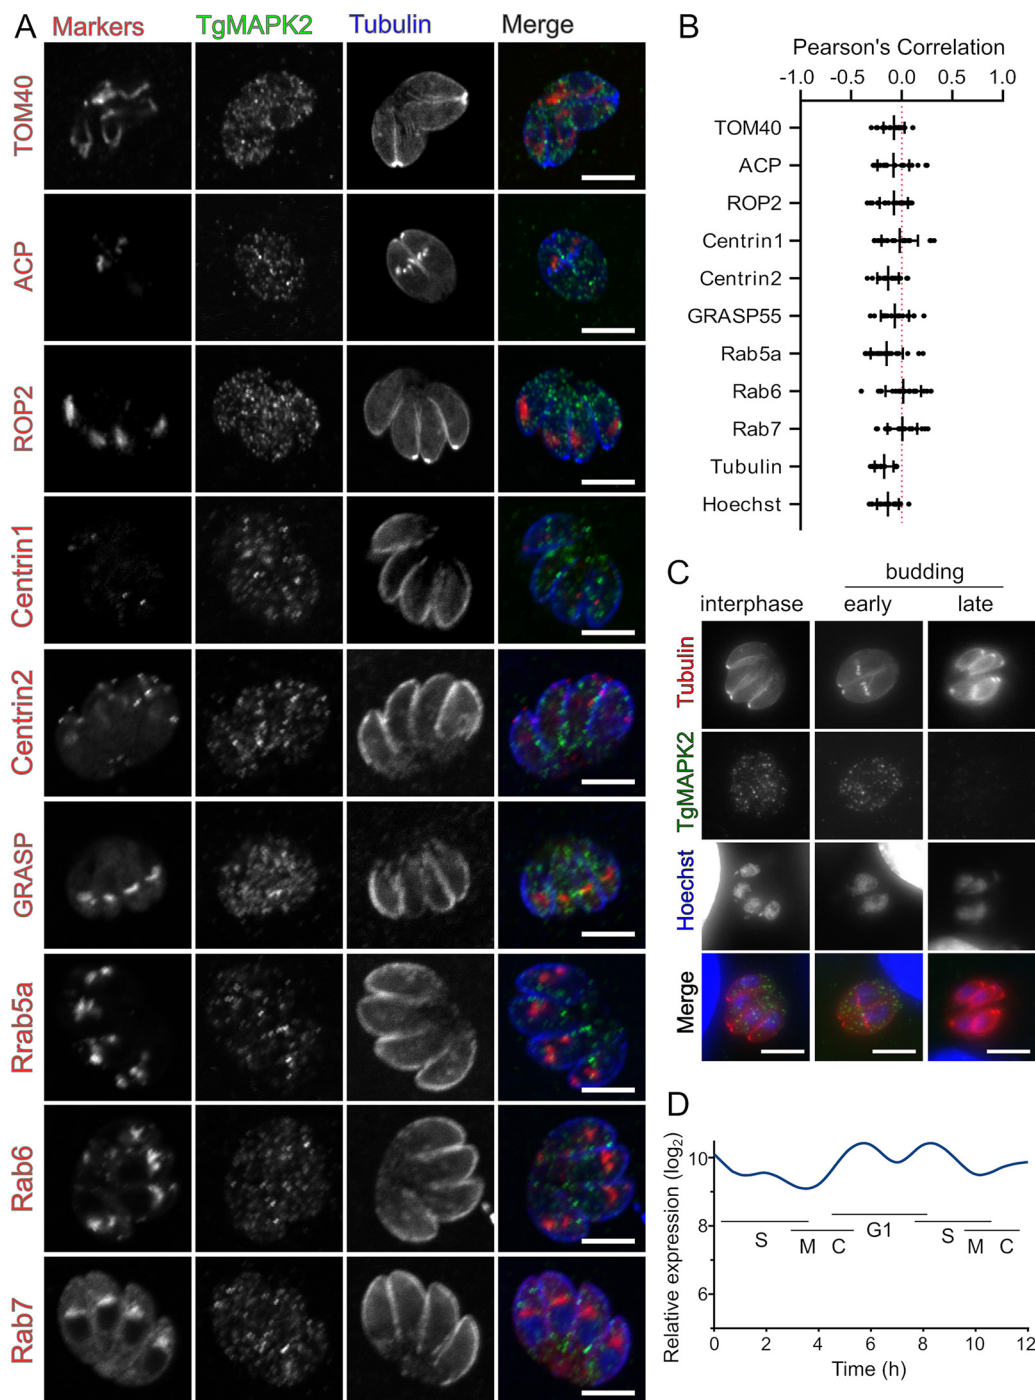 A
Markers
TgMAPK2
Tubulin
Merge
TOM40
ACP
ROP2
Centrin1
Centrin2
GRASP
Rrab5a
Rab6
Rab7
B
Pearson's Correlation
-1.0 -0.5 0.0 0.5 1.0
TOM40
ACP
ROP2
Centrin1
Centrin2
GRASP55
Rab5a
Rab6
Rab7
Tubulin
Hoechst
C
budding
interphase early late
Tubulin
TgMAPK2
Hoechst
Merge
D
Relative expression (log2)
10
8
6
S M C G1 S M C
0 2 4 6 8 10 12
Time (h)